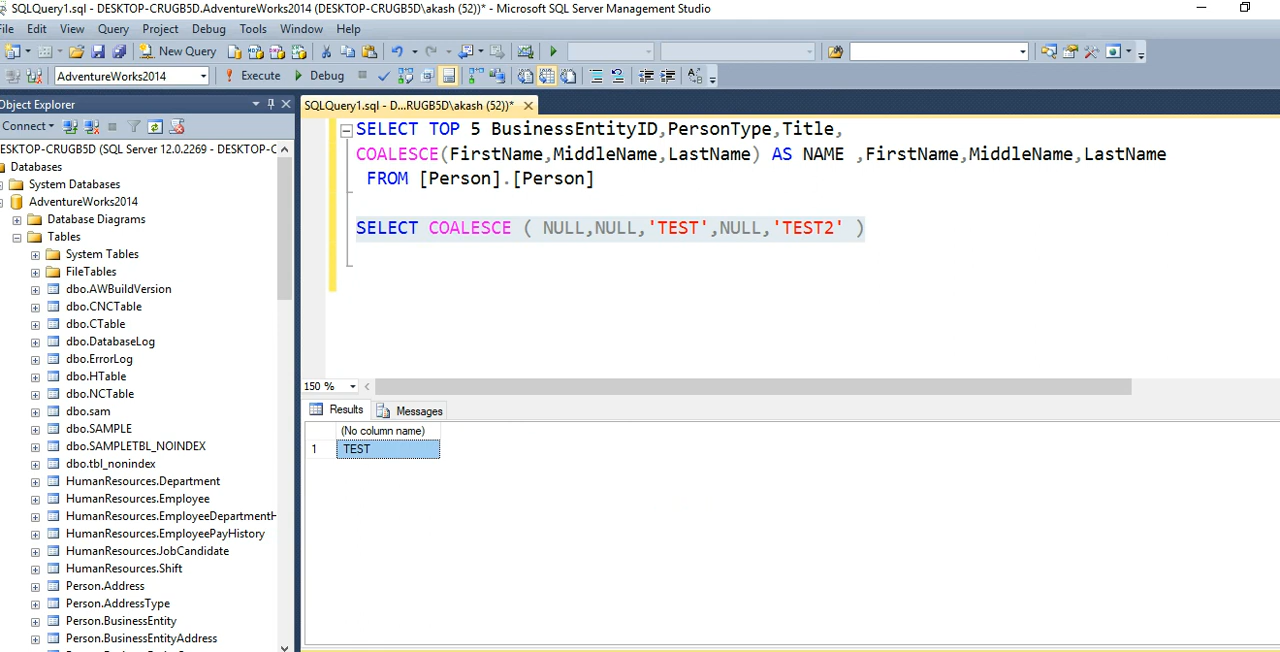 SQLQuery1.sql - DESKTOP-CRUGB5D.AdventureWorks2014 (DESKTOP-CRUGB5D\akash (52))* - Microsoft SQL Server Management Studio
File Edit View Query Project Debug Tools Window Help
New Query
AdventureWorks2014 Execute Debug
Object Explorer
Connect
ESKTOP-CRUGB5D (SQL Server 12.0.2269 - DESKTOP-C
Databases
System Databases
AdventureWorks2014
Database Diagrams
Tables
System Tables
FileTables
dbo.AWBuildVersion
dbo.CNCTable
dbo.CTable
dbo.DatabaseLog
dbo.ErrorLog
dbo.HTable
dbo.NCTable
dbo.sam
dbo.SAMPLE
dbo.SAMPLETBL_NOINDEX
dbo.tbl_nonindex
HumanResources.Department
HumanResources.Employee
HumanResources.EmployeeDepartmentH
HumanResources.EmployeePayHistory
HumanResources.JobCandidate
HumanResources.Shift
Person.Address
Person.AddressType
Person.BusinessEntity
Person.BusinessEntityAddress
SQLQuery1.sql - D...RUGB5D\akash (52))*
SELECT TOP 5 BusinessEntityID,PersonType,Title,
COALESCE(FirstName,MiddleName,LastName) AS NAME ,FirstName,MiddleName,LastName
FROM [Person].[Person]
SELECT COALESCE ( NULL,NULL,'TEST',NULL,'TEST2' )
150 %
Results Messages
(No column name)
1 TEST